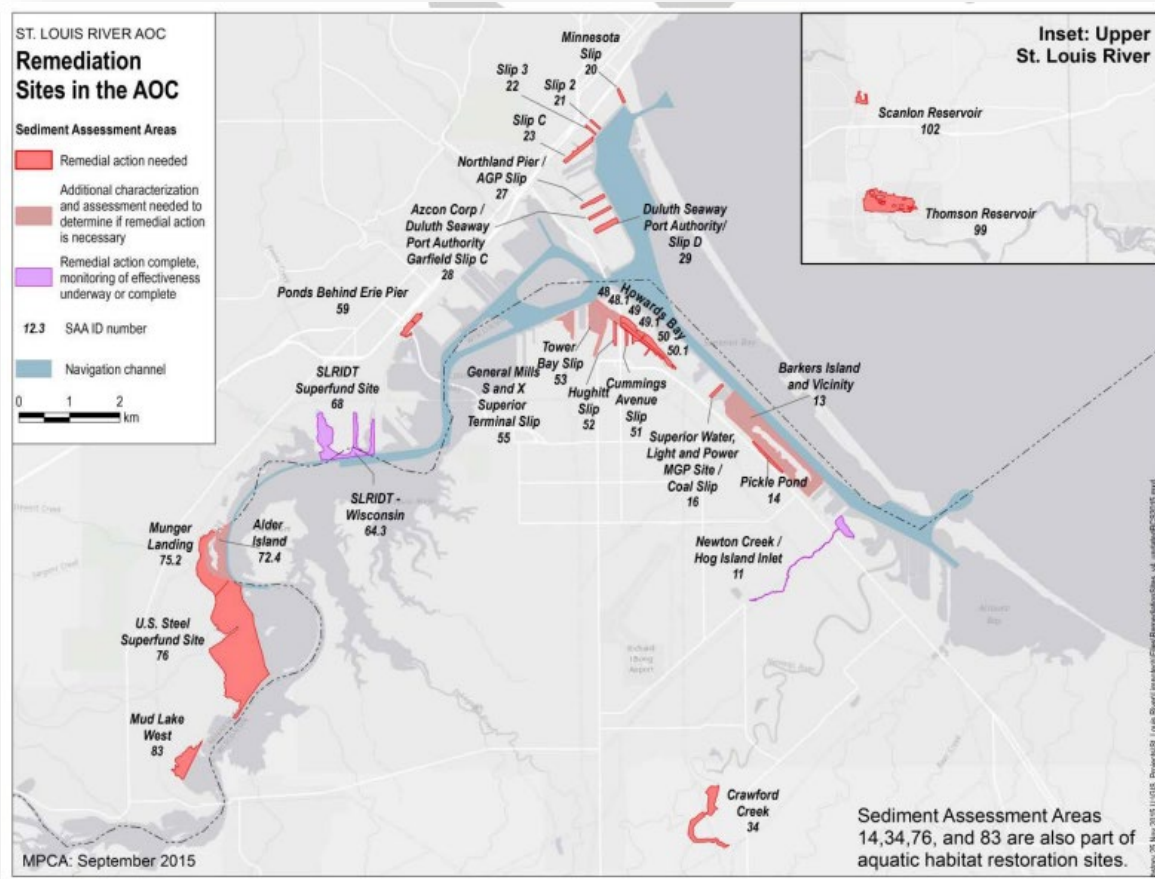 ST. LOUIS RIVER AOC
Remediation
Sites in the AOC
Sediment Assessment Areas
Remedial action needed
Additional characterization
and assessment needed to
determine if remedial action
is necessary
Remedial action complete,
monitoring of effectiveness
underway or complete
12.3 SAA ID number
Navigation channel
0 1 2
km
Minnesota
Slip
20
Slip 3
22
Slip 2
21
Slip C
23
Northland Pier /
AGP Slip
27
Azcon Corp /
Duluth Seaway
Port Authority
Garfield Slip C
28
Duluth Seaway
Port Authority/
Slip D
29
Inset: Upper
St. Louis River
Scanlon Reservoir
102
Thomson Reservoir
99
Ponds Behind Erie Pier
59
SLRIDT
Superfund Site
68
SLRIDT -
Wisconsin
64.3
General Mills
S and X
Superior
Terminal Slip
55
Tower
Bay Slip
53
Hughitt
Slip
52
Cummings
Avenue
Slip
51
Howards Bay
48
48.1
49
49.1
50
50.1
Superior Water,
Light and Power
MGP Site /
Coal Slip
16
Barkers Island
and Vicinity
13
Pickle Pond
14
Newton Creek /
Hog Island Inlet
11
Munger
Landing
75.2
Alder
Island
72.4
U.S. Steel
Superfund Site
76
Mud Lake
West
83
Crawford
Creek
34
Richard
I Bong
Airport
Sediment Assessment Areas
14,34,76, and 83 are also part of
aquatic habitat restoration sites.
MPCA: September 2015